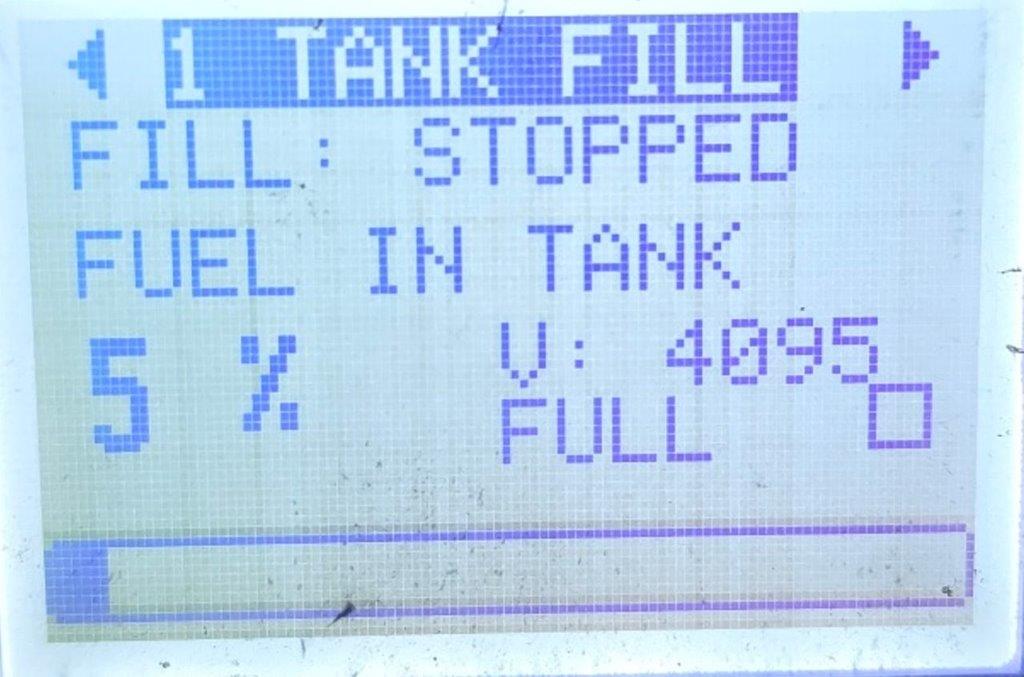 1 TANK FILL
FILL: STOPPED
FUEL IN TANK
5 % V: 4095
FULL